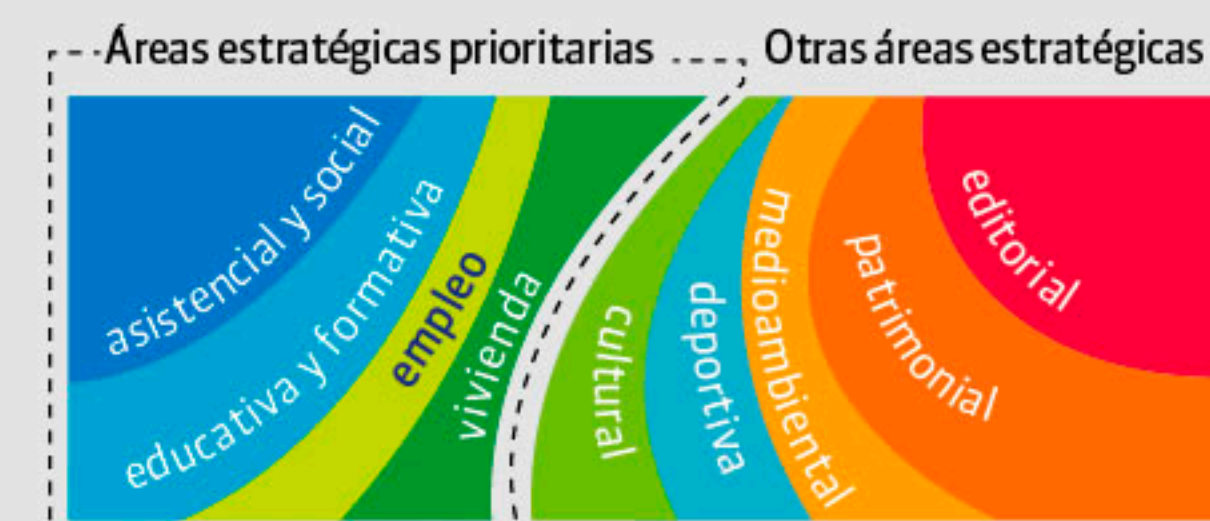 Áreas estratégicas prioritarias
Otras áreas estratégicas
asistencial y social
educativa y formativa
empleo
vivienda
cultural
deportiva
medioambiental
patrimonial
editorial